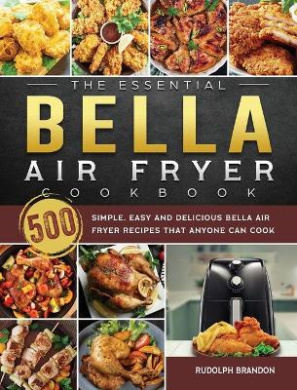 THE ESSENTIAL
BELLA
AIR FRYER
COOKBOOK
500
SIMPLE, EASY AND DELICIOUS BELLA AIR
FRYER RECIPES THAT ANYONE CAN COOK
RUDOLPH BRANDON